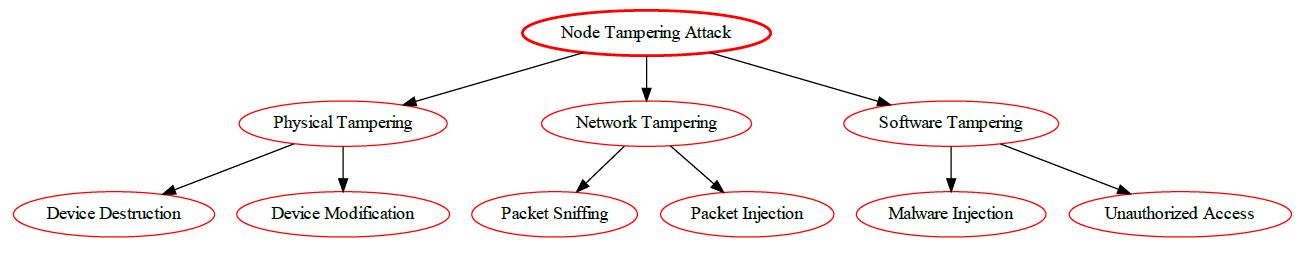 Node Tampering Attack
Physical Tampering
Network Tampering
Software Tampering
Device Destruction
Device Modification
Packet Sniffing
Packet Injection
Malware Injection
Unauthorized Access